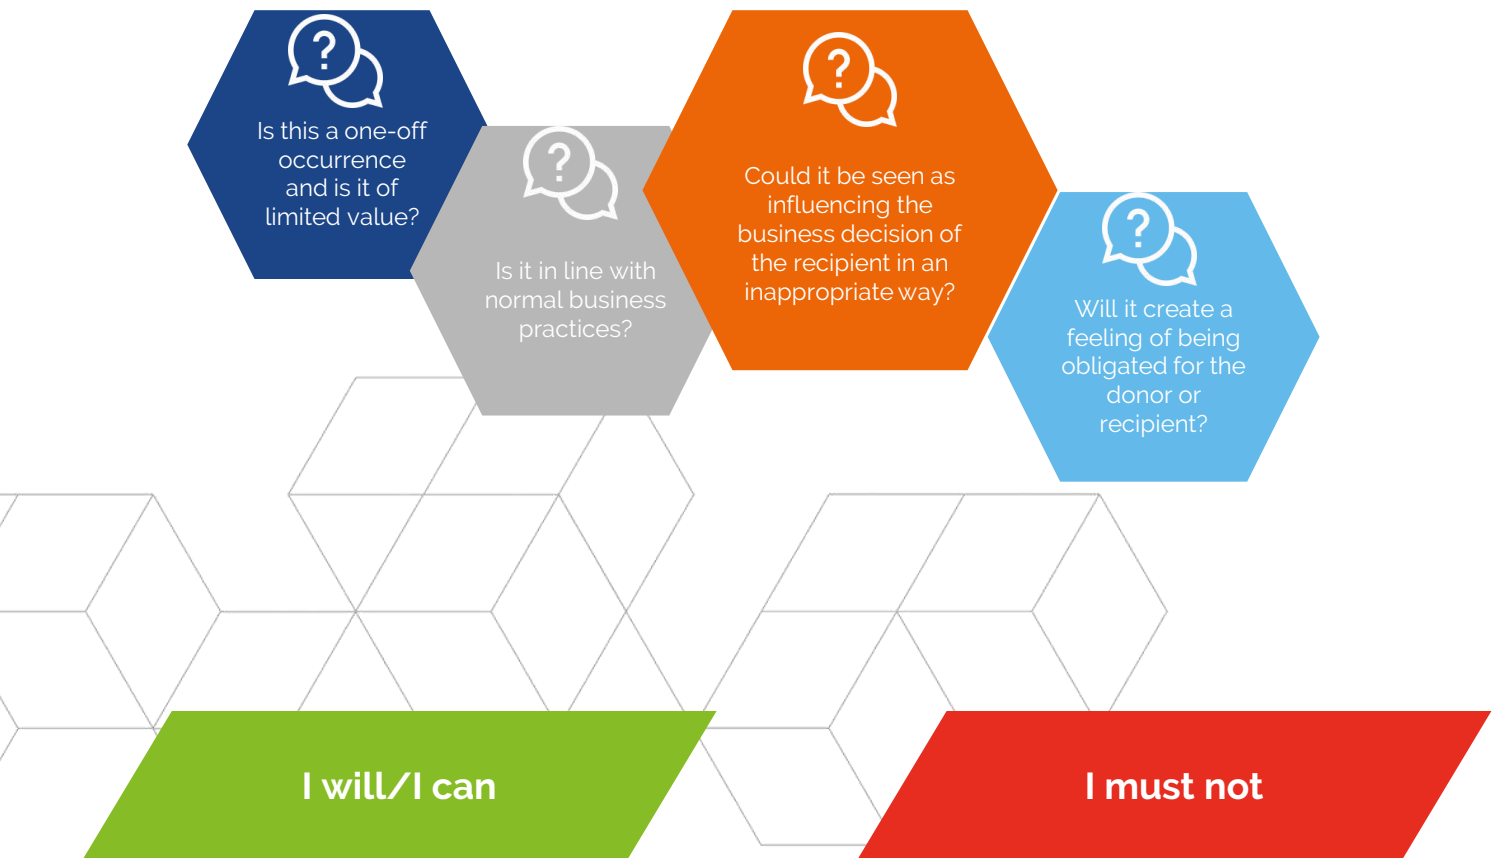 Is this a one-off
occurrence
and is it of
limited value?
Is it in line with
normal business
practices?
Could it be seen as
influencing the
business decision of
the recipient in an
inappropriate way?
Will it create a
feeling of being
obligated for the
donor or
recipient?
I will/I can
I must not